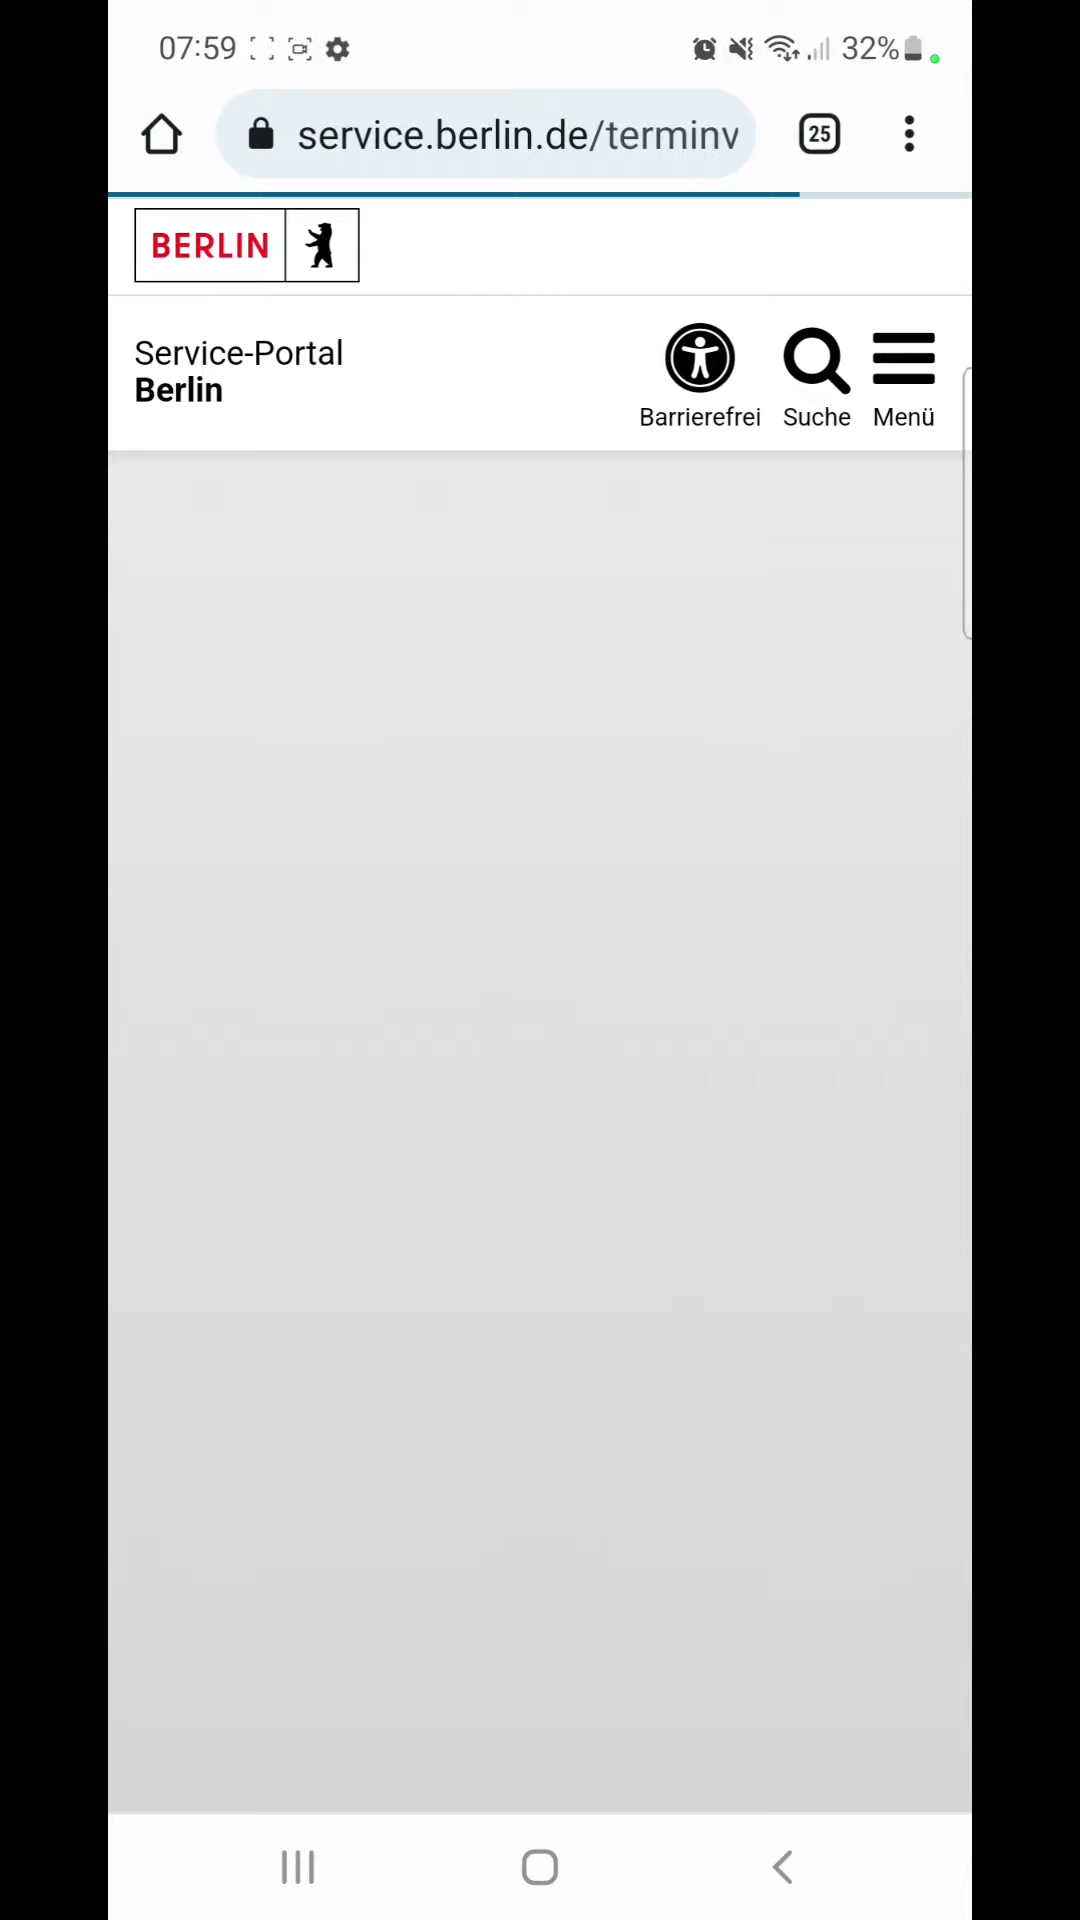 07:59
32%
service.berlin.de/terminv
25
BERLIN
Service-Portal
Berlin
Barrierefrei Suche Menü